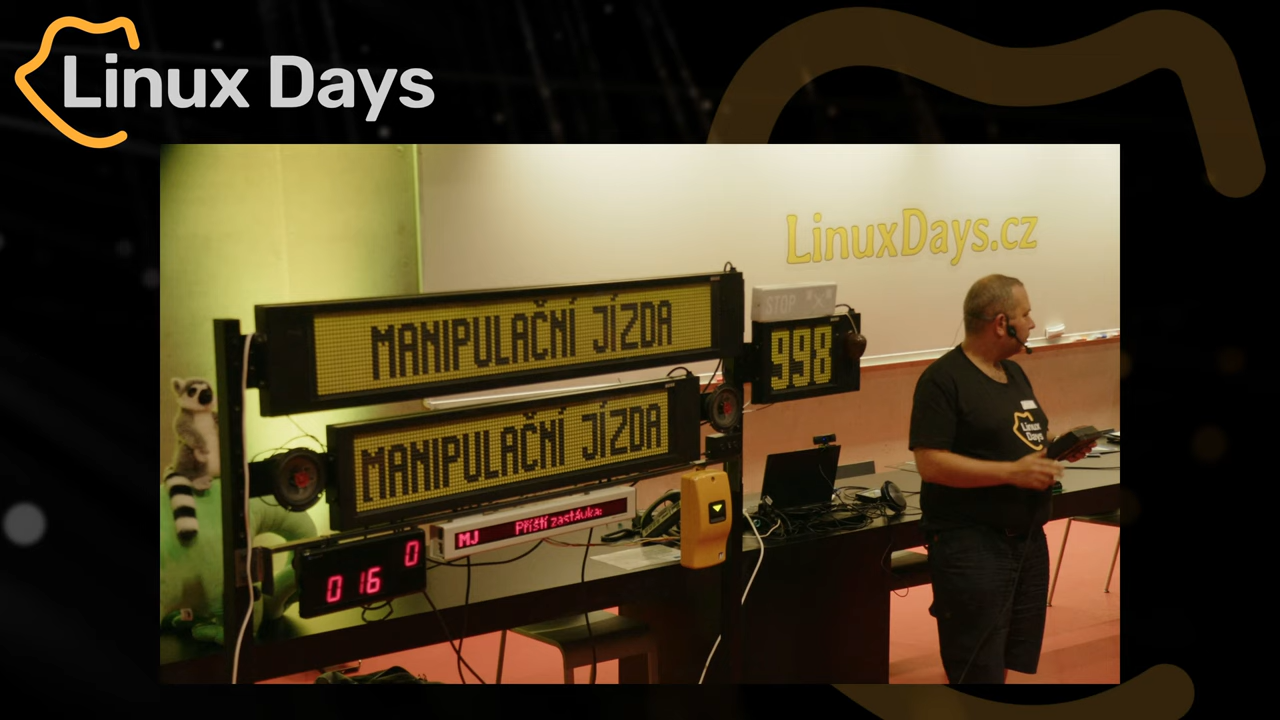 Linux Days
LinuxDays.cz
MANIPULAČNÍ JÍZDA
STOP
998
MANIPULAČNÍ JÍZDA
Linux
Days
MJ Příští zastávka:
0
0 16